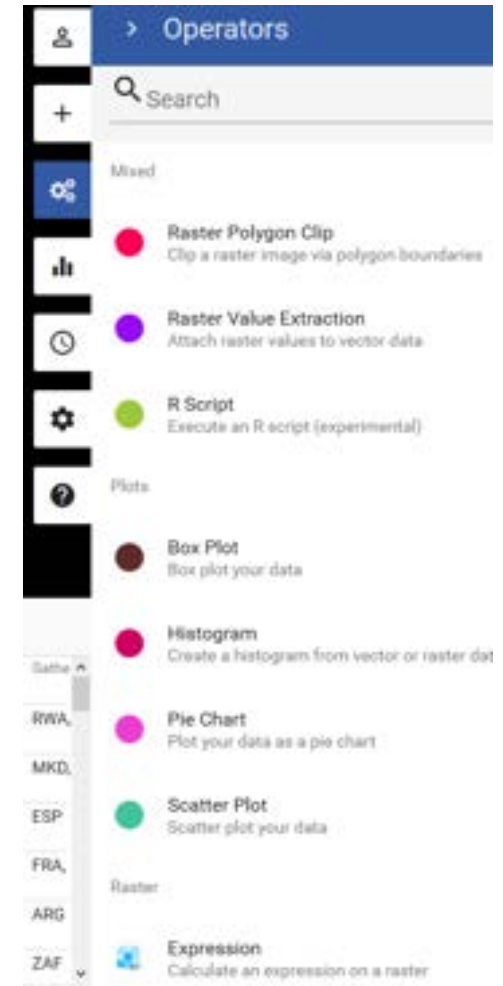 Operators
Search
Mixed
Raster Polygon Clip
Clip a raster image via polygon boundaries
Raster Value Extraction
Attach raster values to vector data
R Script
Execute an R script (experimental)
Plots
Box Plot
Box plot your data
Histogram
Create a histogram from vector or raster dat
Pie Chart
Plot your data as a pie chart
Scatter Plot
Scatter plot your data
Raster
Expression
Calculate an expression on a raster
Gathe
RWA,
MKD,
ESP
FRA,
ARG
ZAF